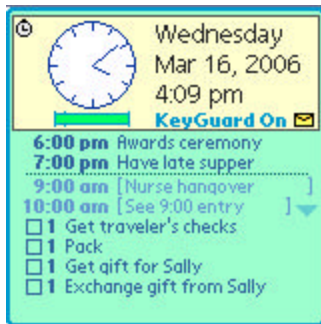 Wednesday
Mar 16, 2006
4:09 pm
KeyGuard On
6:00 pm Awards ceremony
7:00 pm Have late supper
9:00 am [Nurse hangover ]
10:00 am [See 9:00 entry ]
1 Get traveler's checks
1 Pack
1 Get gift for Sally
1 Exchange gift from Sally